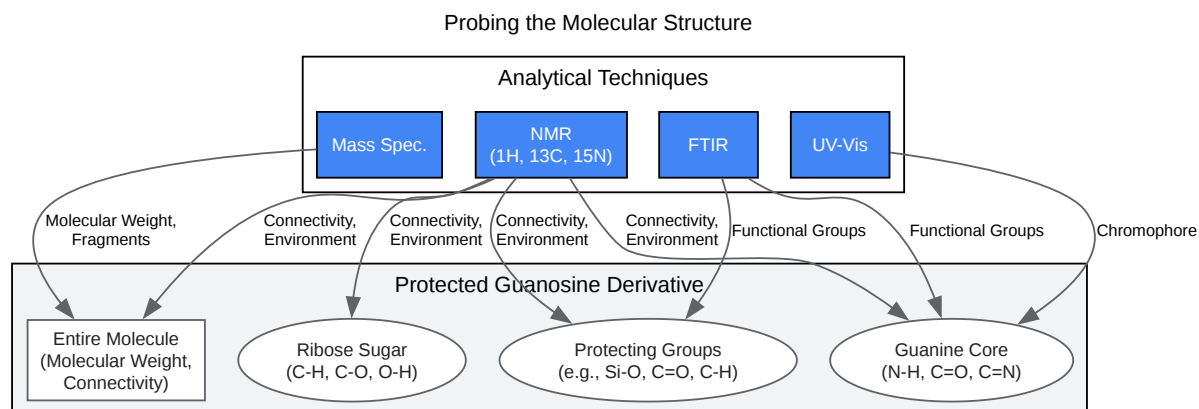 Probing the Molecular Structure
Analytical Techniques
Mass Spec.
NMR
(1H, 13C, 15N)
FTIR
UV-Vis
Molecular Weight,
Fragments
Connectivity,
Environment
Connectivity,
Environment
Connectivity,
Environment
Connectivity,
Environment
Functional Groups
Functional Groups
Chromophore
Protected Guanosine Derivative
Entire Molecule
(Molecular Weight,
Connectivity)
Ribose Sugar
(C-H, C-O, O-H)
Protecting Groups
(e.g., Si-O, C=O, C-H)
Guanine Core
(N-H, C=O, C=N)